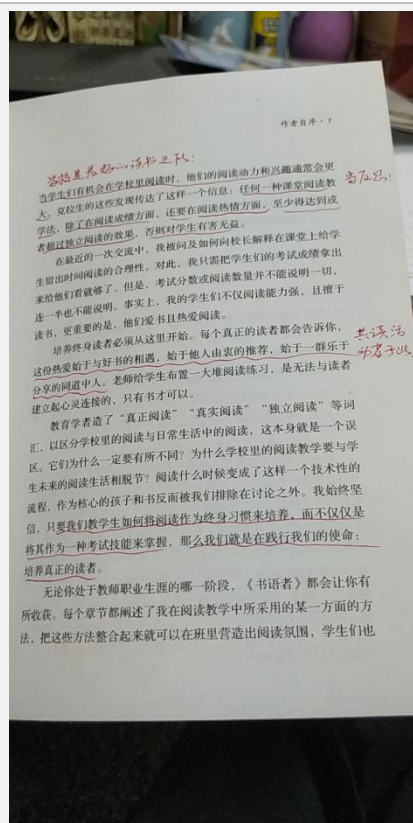 作者自序·7
学校是最好的读书之所：
当学生们有机会在学校里阅读时，他们的阅读动力和兴趣通常会更
大。克拉生的这些发现传达了这样一个信息：任何一种课堂阅读教
学法，除了在阅读成绩方面，还要在阅读热情方面，至少得达到或
者超过独立阅读的效果，否则对学生有害无益。
在最近的一次交流中，我被问及如何向校长解释在课堂上给学
生留出时间阅读的合理性。对此，我只需把学生们的考试成绩拿出
来给他们看就够了。但是，考试分数或阅读数量并不能说明一切，
连一半也不能说明。事实上，我的学生们不仅阅读能力强，且擅于
读书，更重要的是，他们爱书且热爱阅读。
培养终身读者必须从这里开始。每个真正的读者都会告诉你，
这份热爱始于与好书的相遇，始于他人由衷的推荐，始于一群乐于
分享的同道中人。老师给学生布置一大堆阅读练习，是无法与读者
建立起心灵连接的，只有书才可以。
教育学者造了“真正阅读”“真实阅读”“独立阅读”等词
汇，以区分学校里的阅读与日常生活中的阅读，这本身就是一个误
区。它们为什么一定要有所不同？为什么学校里的阅读教学要与学
生未来的阅读生活相脱节？阅读什么时候变成了这样一个技术性的
流程，作为核心的孩子和书反而被我们排除在讨论之外。我始终坚
信，只要我们教学生如何将阅读作为终身习惯来培养，而不仅仅是
将其作为一种考试技能来掌握，那么我们就是在践行我们的使命：
培养真正的读者。
无论你处于教师职业生涯的哪一阶段，《书语者》都会让你有
所收获。每个章节都阐述了我在阅读教学中所采用的某一方面的方
法，把这些方法整合起来就可以在班里营造出阅读氛围，学生们也